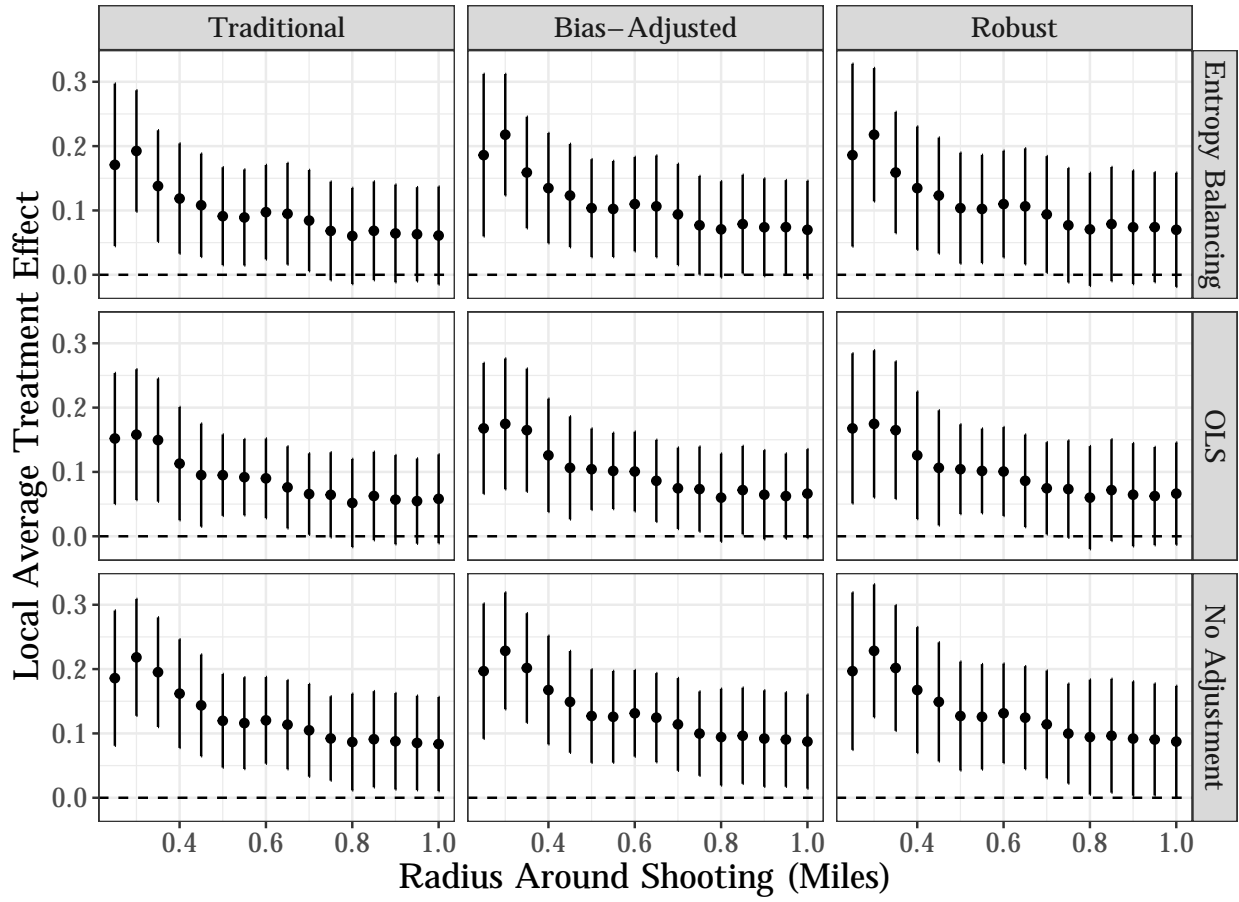 Traditional
Bias−Adjusted
Robust
Local Average Treatment Effect
0.3
0.2
0.1
0.0
Entropy Balancing
0.3
0.2
0.1
0.0
OLS
0.3
0.2
0.1
0.0
No Adjustment
0.4 0.6 0.8 1.0
0.4 0.6 0.8 1.0
0.4 0.6 0.8 1.0
Radius Around Shooting (Miles)